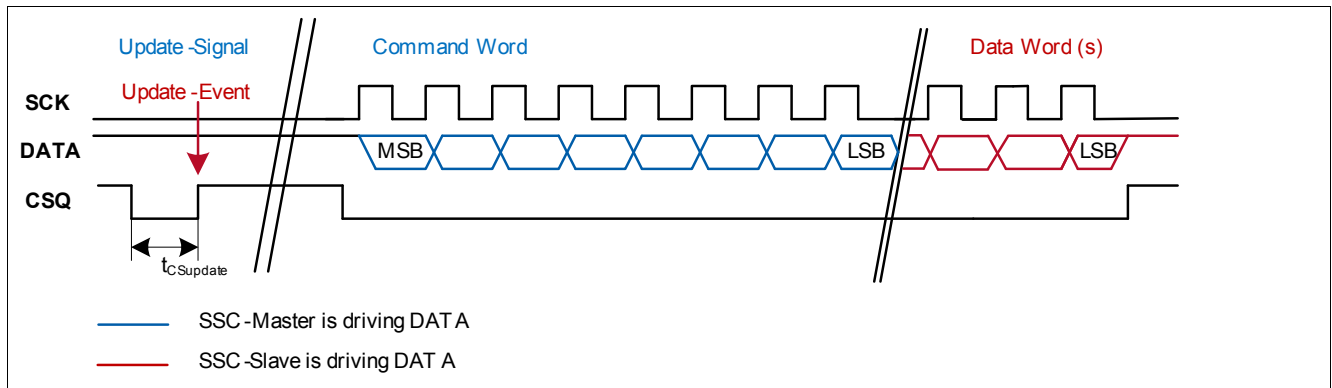 Update -Signal
Command Word
Data Word (s)
Update -Event
SCK
DATA
MSB
LSB
LSB
CSQ
tCSupdate
SSC -Master is driving DAT A
SSC-Slave is driving DAT A